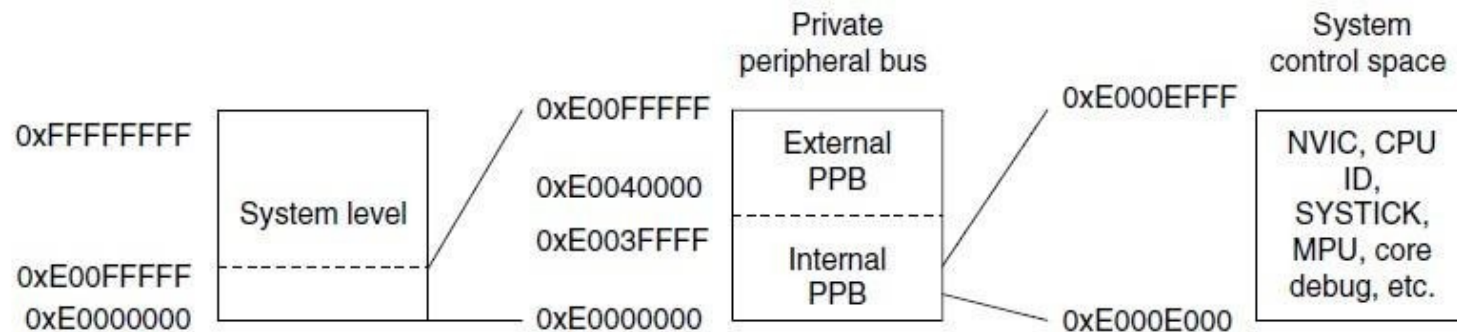 Private
peripheral bus
System
control space
0xFFFFFFFF
System level
0xE00FFFFF
0xE0000000
0xE00FFFFF
0xE0040000
0xE003FFFF
0xE0000000
External
PPB
Internal
PPB
0xE000EFFF
0xE000E000
NVIC, CPU
ID,
SYSTICK,
MPU, core
debug, etc.